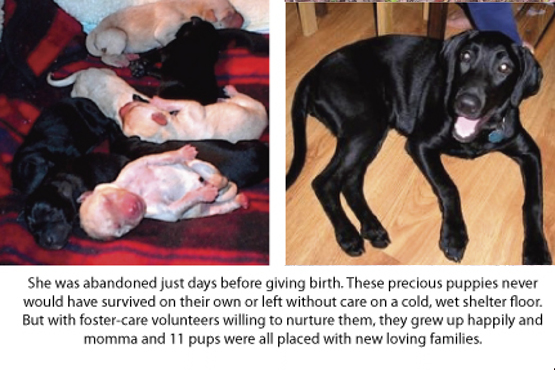 She was abandoned just days before giving birth. These precious puppies never
would have survived on their own or left without care on a cold, wet shelter floor.
But with foster-care volunteers willing to nurture them, they grew up happily and
momma and 11 pups were all placed with new loving families.